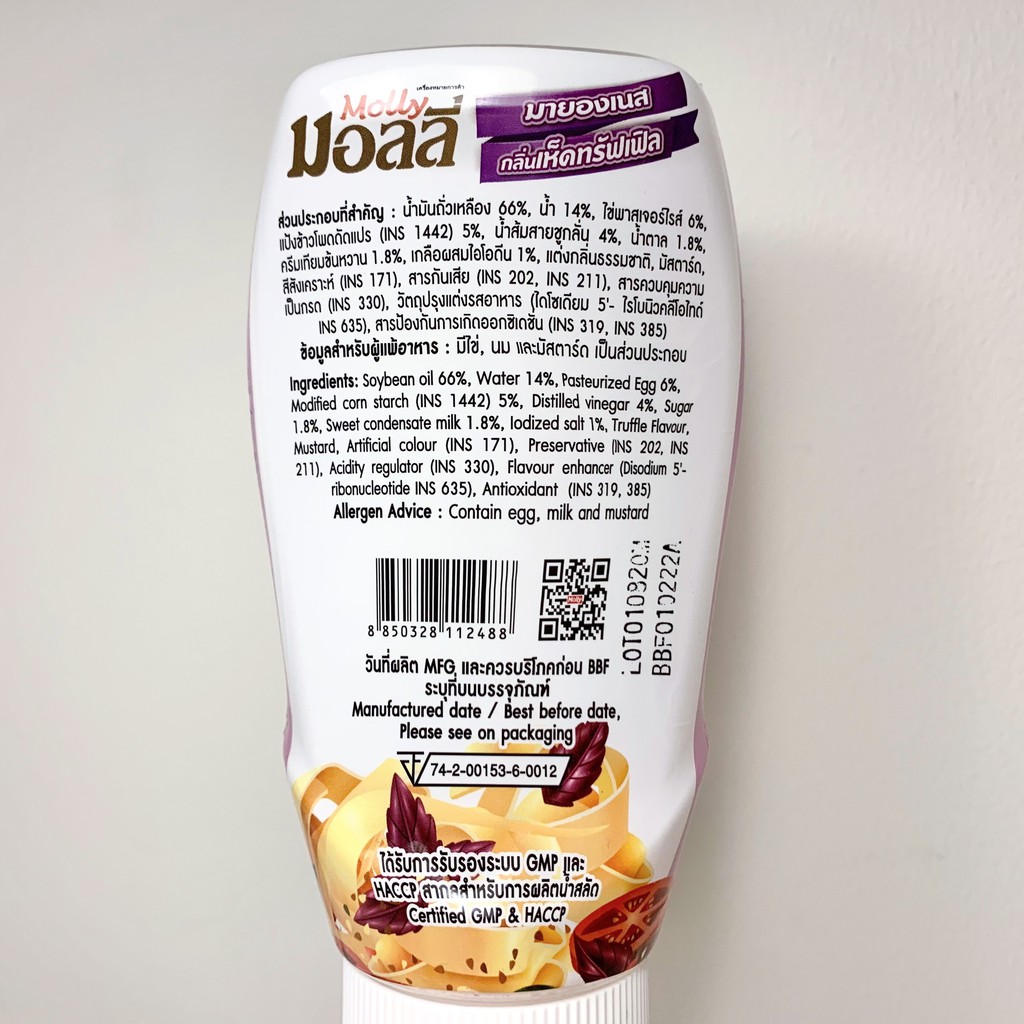 เครื่องหมายการค้า
Molly
มอลลี่
มายองเนส
กลิ่นเห็ดทรัฟเฟิล
ส่วนประกอบที่สำคัญ : น้ำมันถั่วเหลือง 66%, น้ำ 14%, ไข่พาสเจอร์ไรส์ 6%,
แป้งข้าวโพดดัดแปร (INS 1442) 5%, น้ำส้มสายชูกลั่น 4%, น้ำตาล 1.8%,
ครีมเทียมข้นหวาน 1.8%, เกลือผสมไอโอดีน 1%, แต่งกลิ่นธรรมชาติ, มัสตาร์ด,
สีสังเคราะห์ (INS 171), สารกันเสีย (INS 202, INS 211), สารควบคุมความ
เป็นกรด (INS 330), วัตถุปรุงแต่งรสอาหาร (ไดโซเดียม 5'- ไรโบนิวคลีโอไทด์
INS 635), สารป้องกันการเกิดออกซิเดชั่น (INS 319, INS 385)
ข้อมูลสำหรับผู้แพ้อาหาร : มีไข่, นม และมัสตาร์ด เป็นส่วนประกอบ
Ingredients: Soybean oil 66%, Water 14%, Pasteurized Egg 6%,
Modified corn starch (INS 1442) 5%, Distilled vinegar 4%, Sugar
1.8%, Sweet condensate milk 1.8%, Iodized salt 1%, Truffle Flavour,
Mustard, Artificial colour (INS 171), Preservative (INS 202, INS
211), Acidity regulator (INS 330), Flavour enhancer (Disodium 5'-
ribonucleotide INS 635), Antioxidant (INS 319, 385)
Allergen Advice : Contain egg, milk and mustard
8 850328 112488
Molly
LOT010820M
BBF010222A
วันที่ผลิต MFG และควรบริโภคก่อน BBF
ระบุที่บนบรรจุภัณฑ์
Manufactured date / Best before date,
Please see on packaging
74-2-00153-6-0012
ได้รับการรับรองระบบ GMP และ
HACCP สากลสำหรับการผลิตน้ำสลัด
Certified GMP & HACCP